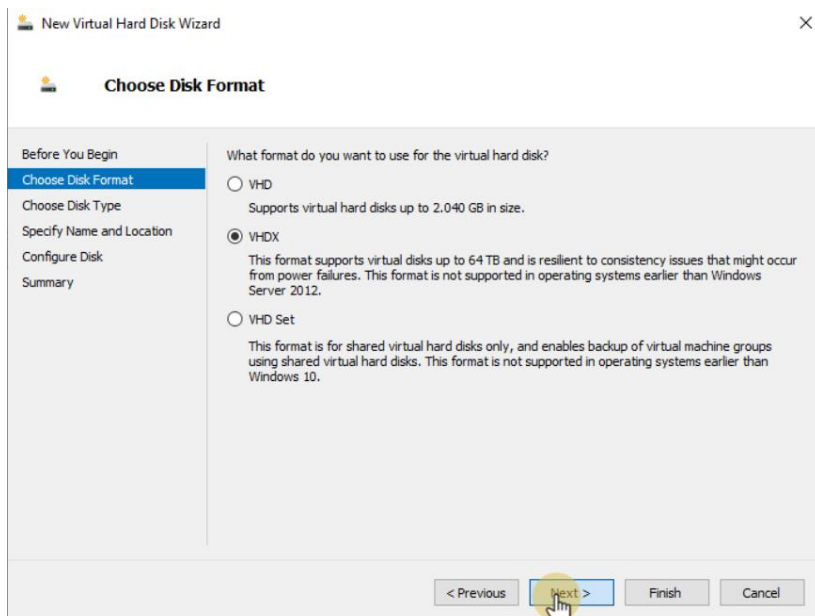 New Virtual Hard Disk Wizard
Choose Disk Format
Before You Begin
Choose Disk Format
Choose Disk Type
Specify Name and Location
Configure Disk
Summary
What format do you want to use for the virtual hard disk?
VHD
Supports virtual hard disks up to 2.040 GB in size.
VHDX
This format supports virtual disks up to 64 TB and is resilient to consistency issues that might occur
from power failures. This format is not supported in operating systems earlier than Windows
Server 2012.
VHD Set
This format is for shared virtual hard disks only, and enables backup of virtual machine groups
using shared virtual hard disks. This format is not supported in operating systems earlier than
Windows 10.
< Previous
Next >
Finish
Cancel